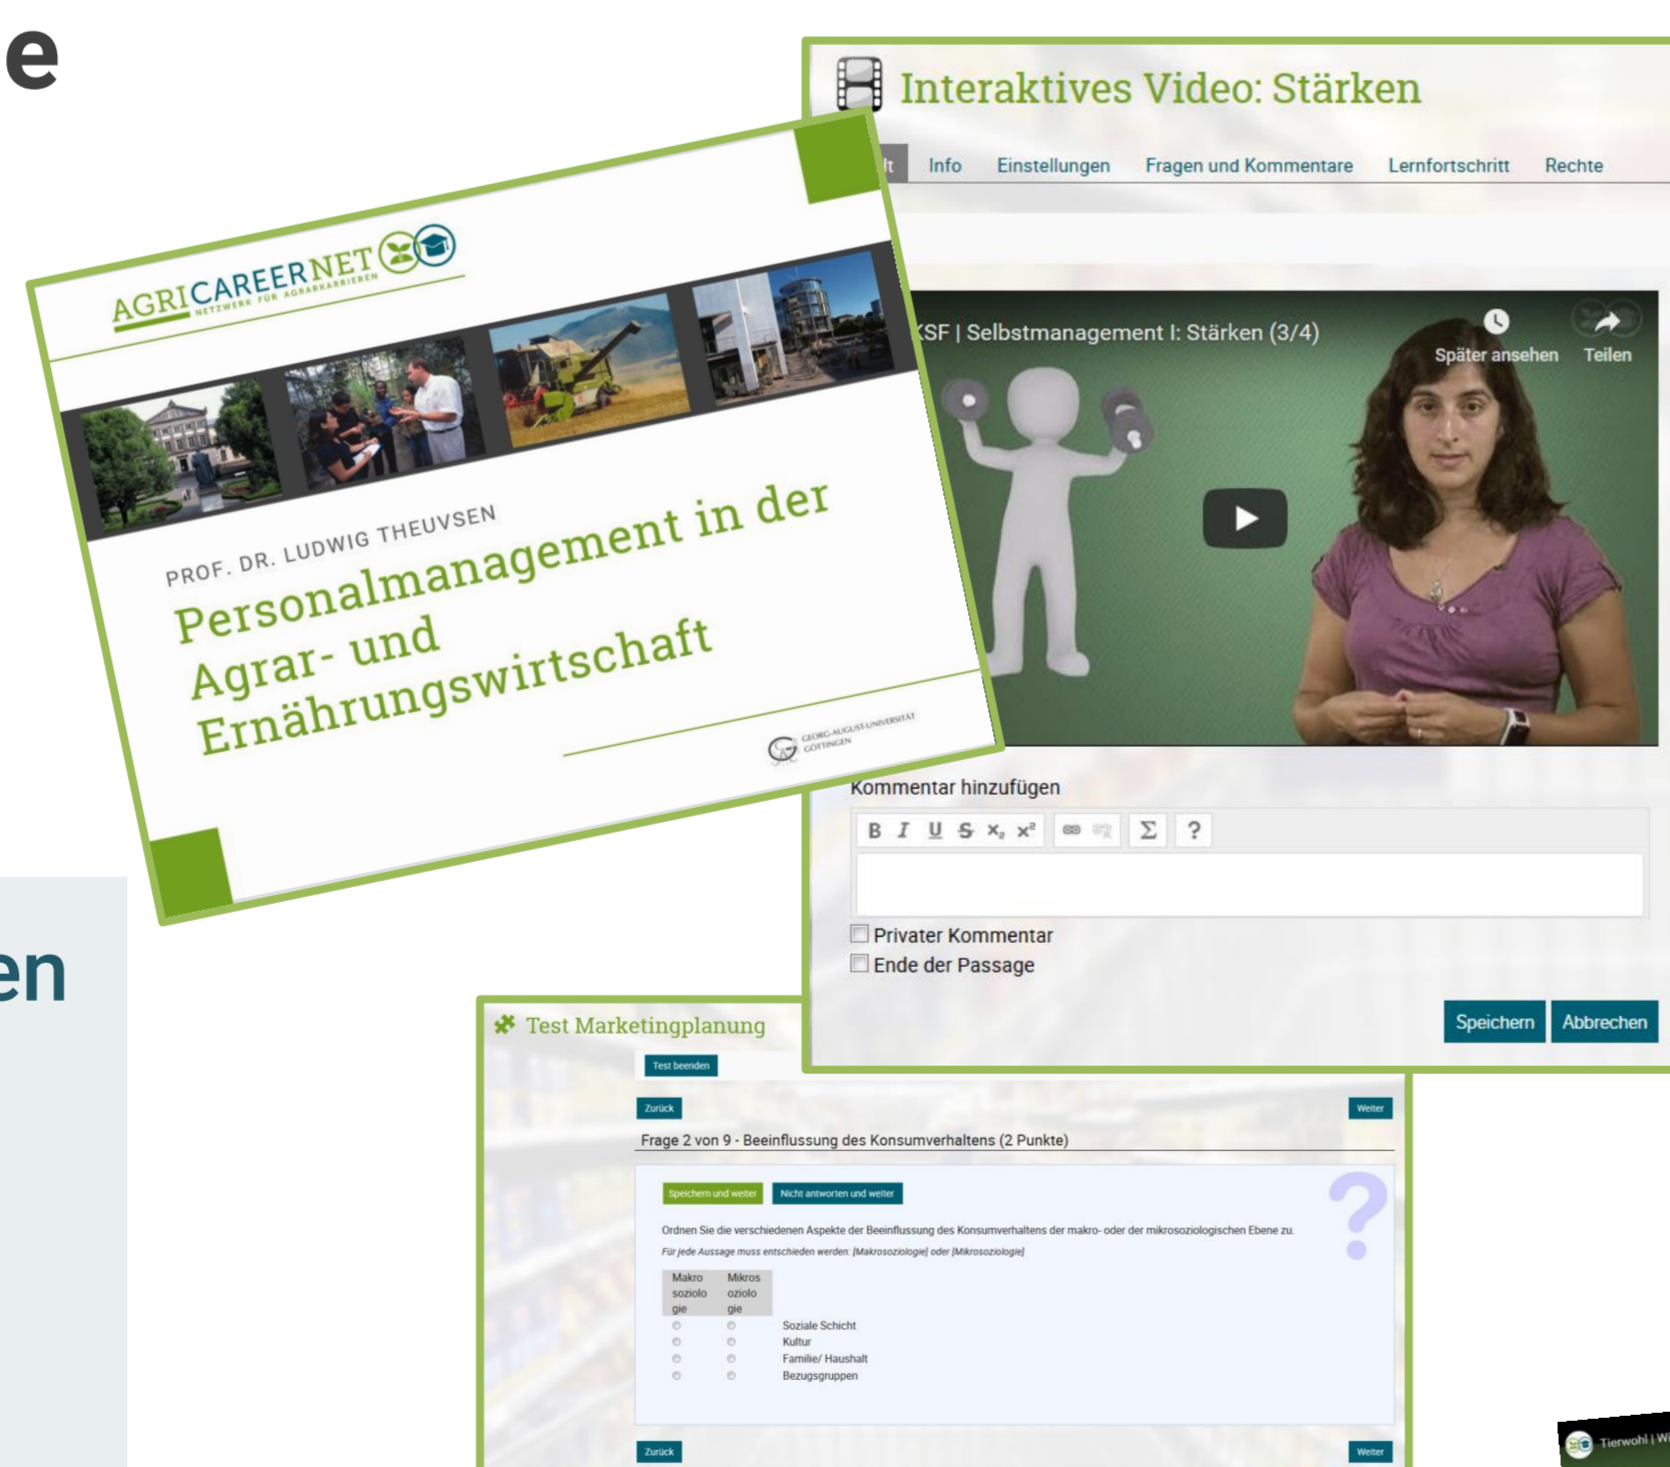 e
Interaktives Video: Stärken
lt Info Einstellungen Fragen und Kommentare Lernfortschritt Rechte
AGRICAREERNET
NETZWERK FÜR AGRARKARRIEREN
PROF. DR. LUDWIG THEUVSEN
Personalmanagement in der
Agrar- und
Ernährungswirtschaft
GEORG-AUGUST-UNIVERSITÄT
GÖTTINGEN
KSF | Selbstmanagement I: Stärken (3/4)
Später ansehen Teilen
Kommentar hinzufügen
B I U S x₂ x² Σ ?
Privater Kommentar
Ende der Passage
Speichern Abbrechen
en
Test Marketingplanung
Test beenden
Zurück Weiter
Frage 2 von 9 - Beeinflussung des Konsumverhaltens (2 Punkte)
Speichern und weiter Nicht antworten und weiter
?
Ordnen Sie die verschiedenen Aspekte der Beeinflussung des Konsumverhaltens der makro- oder der mikrosoziologischen Ebene zu.
Für jede Aussage muss entschieden werden: [Makrosoziologie] oder [Mikrosoziologie]
Makro Mikros
soziolo oziolo
gie gie
Soziale Schicht
Kultur
Familie/ Haushalt
Bezugsgruppen
Zurück Weiter
Tierwohl | Wi